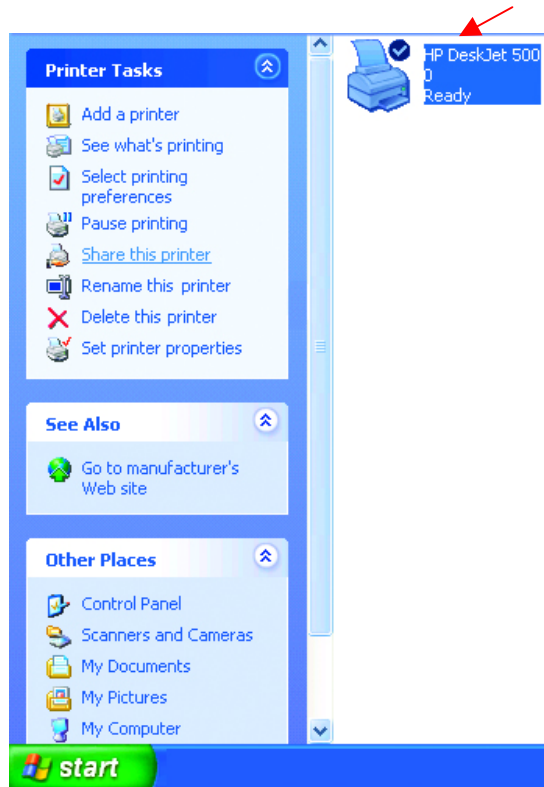 Printer Tasks
Add a printer
See what's printing
Select printing
preferences
Pause printing
Share this printer
Rename this printer
Delete this printer
Set printer properties
See Also
Go to manufacturer's
Web site
Other Places
Control Panel
Scanners and Cameras
My Documents
My Pictures
My Computer
HP DeskJet 500
0
Ready
start